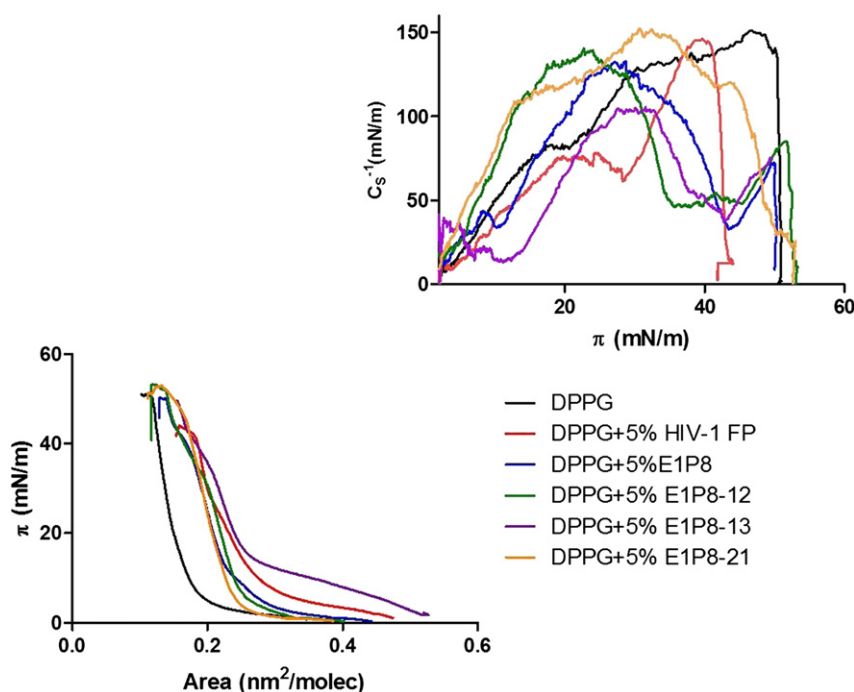 150
100
50
0
Cs⁻¹(mN/m)
20 40 60
π (mN/m)
60
40
20
0
π (mN/m)
0.0 0.2 0.4 0.6
Area (nm²/molec)
DPPG
DPPG+5% HIV-1 FP
DPPG+5%E1P8
DPPG+5% E1P8-12
DPPG+5% E1P8-13
DPPG+5% E1P8-21